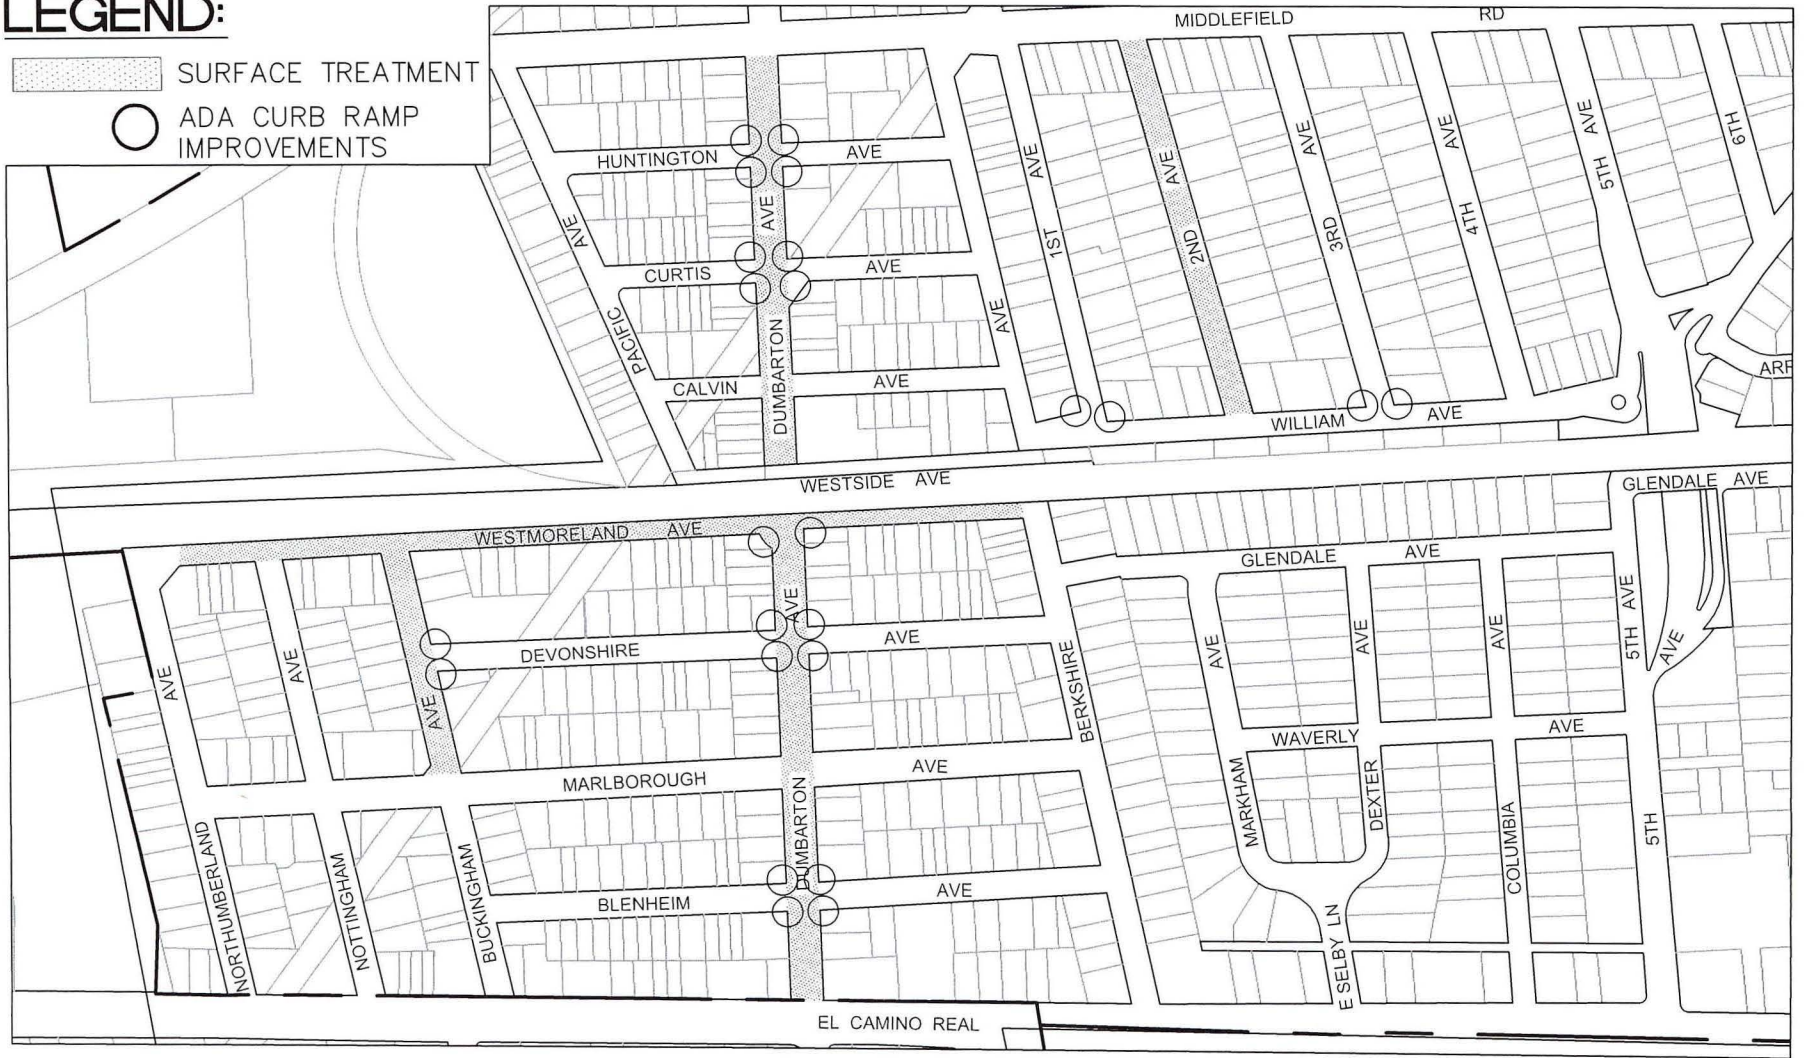 LEGEND:
SURFACE TREATMENT
ADA CURB RAMP
IMPROVEMENTS
MIDDLEFIELD RD
HUNTINGTON AVE
AVE
CURTIS AVE
PACIFIC
AVE
DUMBARTON
CALVIN AVE
AVE
AVE
1ST
AVE
2ND
AVE
3RD
AVE
4TH
AVE
5TH
6TH
WILLIAM AVE
WESTSIDE AVE
GLENDALE AVE
WESTMORELAND AVE
GLENDALE AVE
AVE
DEVONSHIRE AVE
AVE
AVE
AVE
BERKSHIRE
AVE
AVE
AVE
5TH AVE
AVE
WAVERLY AVE
MARLBOROUGH AVE
DUMBARTON
MARKHAM
DEXTER
COLUMBIA
5TH
BLENHEIM AVE
NORTHUMBERLAND
NOTTINGHAM
BUCKINGHAM
E SELBY LN
EL CAMINO REAL